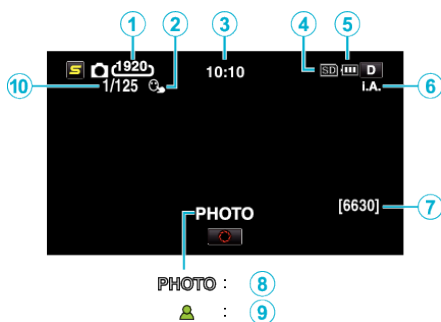 1 2 3 4 5
S 1920 10:10 SD D
10 1/125 i.A. 6
[6630] 7
PHOTO
PHOTO : 8
: 9